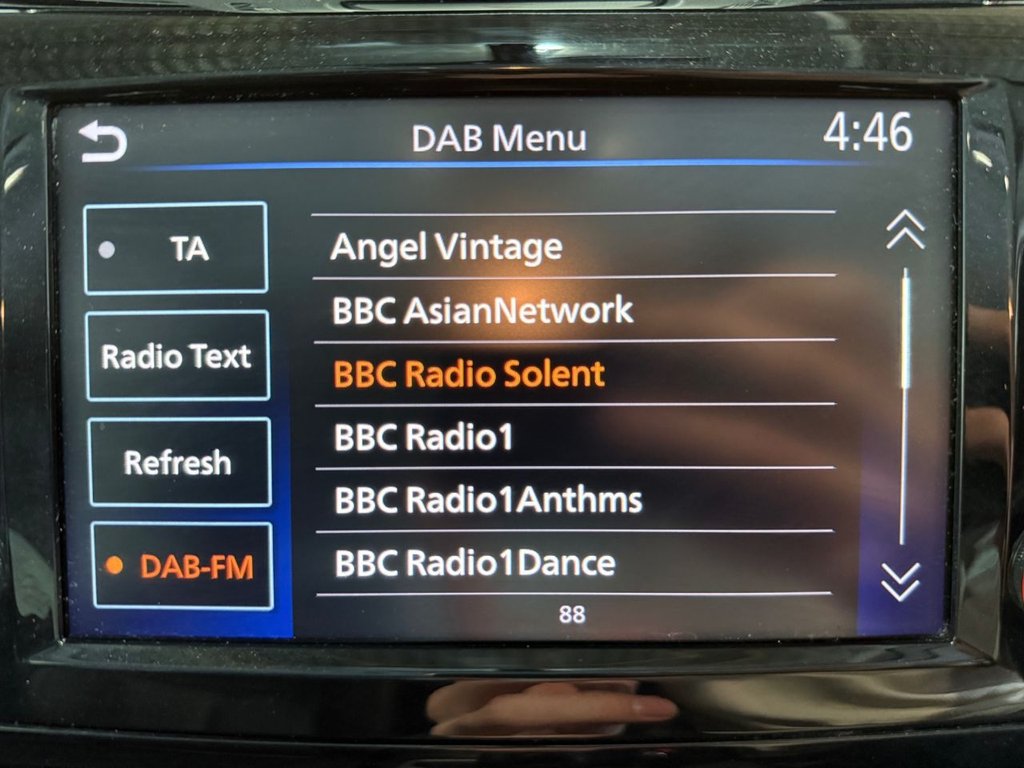 DAB Menu
4:46
TA
Radio Text
Refresh
DAB-FM
Angel Vintage
BBC AsianNetwork
BBC Radio Solent
BBC Radio1
BBC Radio1Anthms
BBC Radio1Dance
88